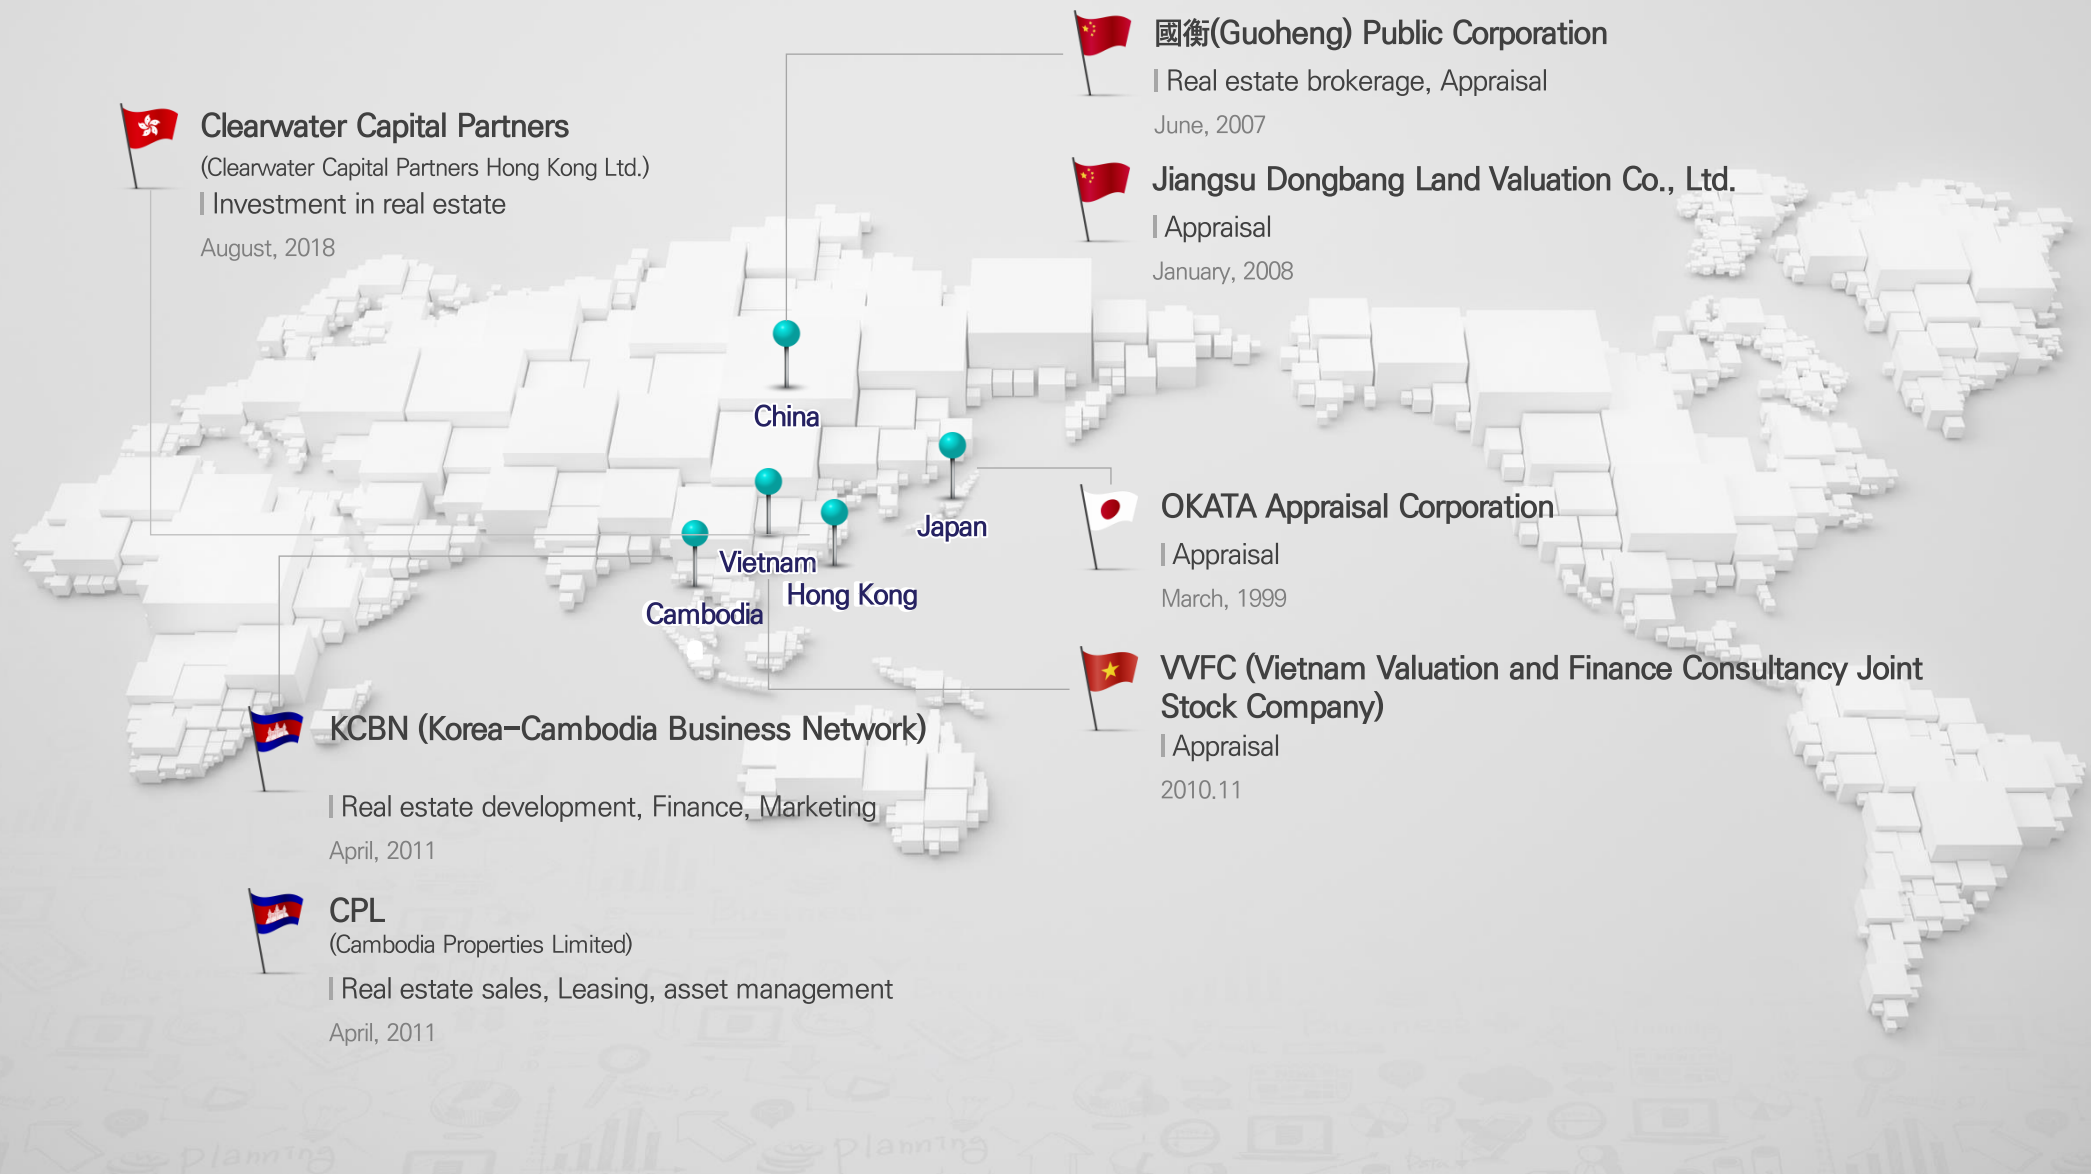 國衡(Guoheng) Public Corporation
Real estate brokerage, Appraisal
June, 2007
Clearwater Capital Partners
(Clearwater Capital Partners Hong Kong Ltd.)
Investment in real estate
August, 2018
Jiangsu Dongbang Land Valuation Co., Ltd.
Appraisal
January, 2008
China
Japan
Vietnam
Hong Kong
Cambodia
OKATA Appraisal Corporation
Appraisal
March, 1999
VVFC (Vietnam Valuation and Finance Consultancy Joint
Stock Company)
Appraisal
2010.11
KCBN (Korea-Cambodia Business Network)
Real estate development, Finance, Marketing
April, 2011
CPL
(Cambodia Properties Limited)
Real estate sales, Leasing, asset management
April, 2011
Planning
Planning